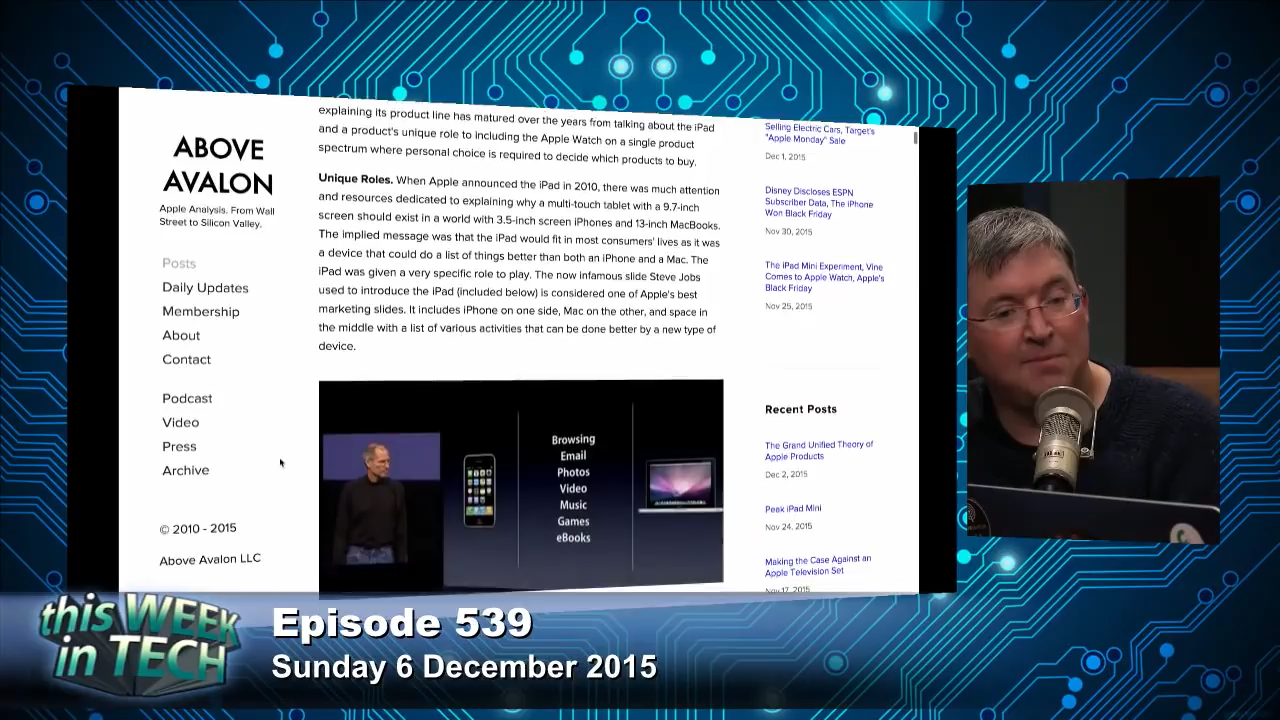 ABOVE
AVALON
Apple Analysis. From Wall
Street to Silicon Valley.
Posts
Daily Updates
Membership
About
Contact
Podcast
Video
Press
Archive
© 2010 - 2015
Above Avalon LLC
explaining its product line has matured over the years from talking about the iPad
and a product's unique role to including the Apple Watch on a single product
spectrum where personal choice is required to decide which products to buy.
Unique Roles. When Apple announced the iPad in 2010, there was much attention
and resources dedicated to explaining why a multi-touch tablet with a 9.7-inch
screen should exist in a world with 3.5-inch screen iPhones and 13-inch MacBooks.
The implied message was that the iPad would fit in most consumers' lives as it was
a device that could do a list of things better than both an iPhone and a Mac. The
iPad was given a very specific role to play. The now infamous slide Steve Jobs
used to introduce the iPad (included below) is considered one of Apple's best
marketing slides. It includes iPhone on one side, Mac on the other, and space in
the middle with a list of various activities that can be done better by a new type of
device.
Browsing
Email
Photos
Video
Music
Games
eBooks
Selling Electric Cars, Target's
"Apple Monday" Sale
Dec 1, 2015
Disney Discloses ESPN
Subscriber Data, The iPhone
Won Black Friday
Nov 30, 2015
The iPad Mini Experiment, Vine
Comes to Apple Watch, Apple's
Black Friday
Nov 25, 2015
Recent Posts
The Grand Unified Theory of
Apple Products
Dec 2, 2015
Peak iPad Mini
Nov 24, 2015
Making the Case Against an
Apple Television Set
Nov 17, 2015
this WEEK
in TECH
Episode 539
Sunday 6 December 2015